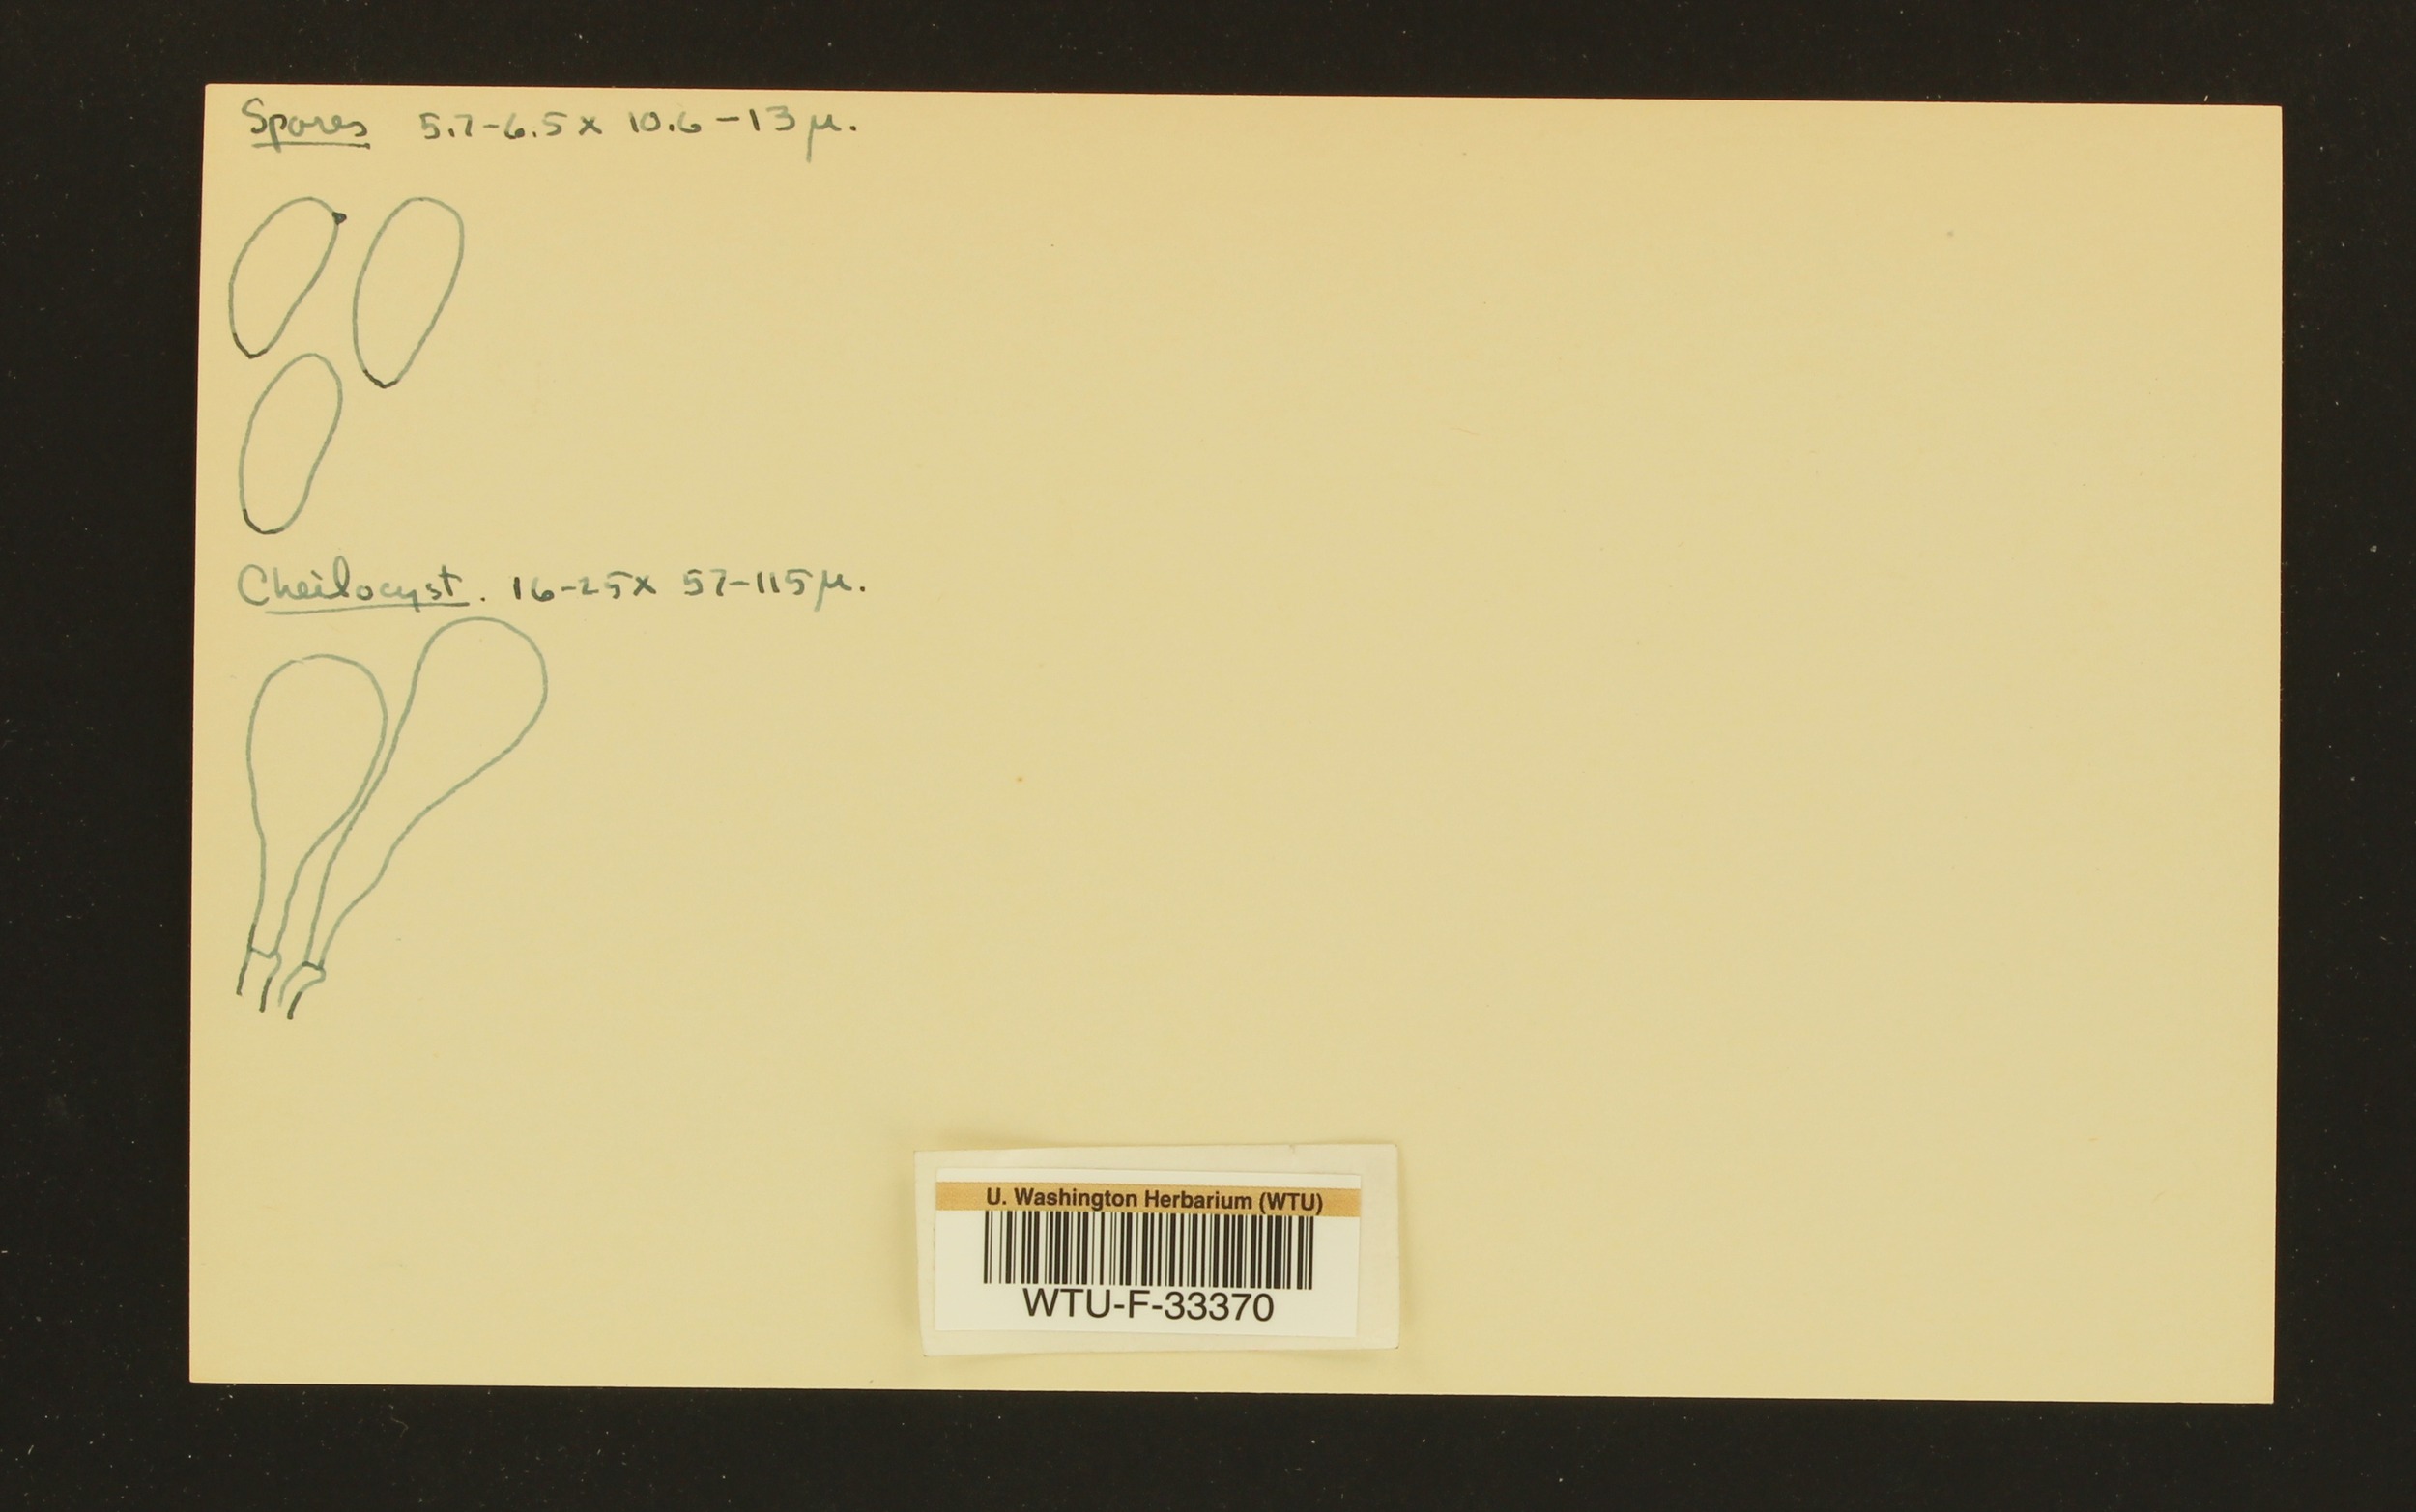 Spores 5.7-6.5 x 10.6-13 μ.
Cheilocyst. 16-25 x 57-115 μ.
U. Washington Herbarium (WTU)
WTU-F-33370